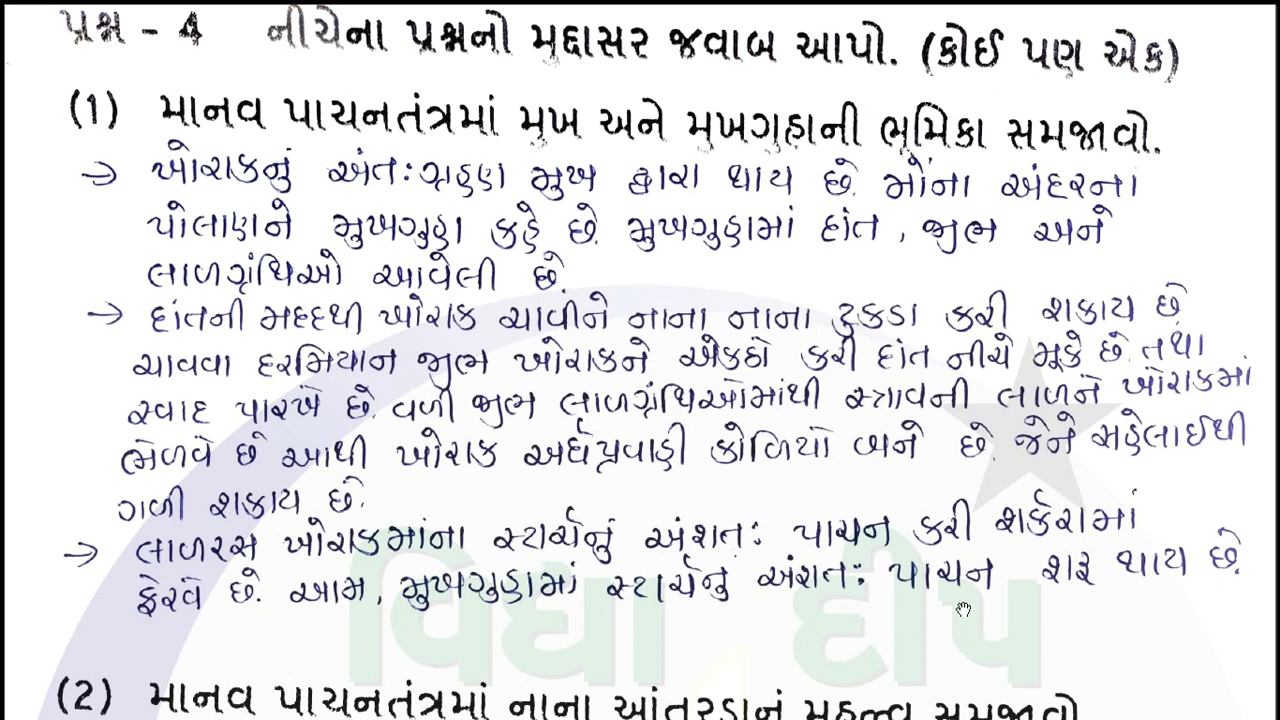 પ્રશ્ન - 4 નીચેના પ્રશ્નનો મુદ્દાસર જવાબ આપો. (કોઈ પણ એક)
(1) માનવ પાચનતંત્રમાં મુખ અને મુખગુહાની ભૂમિકા સમજાવો.
→ ખોરાકનું અંતઃગ્રહણ મુખ દ્વારા થાય છે. મોંના અંદરના
પોલાણને મુખગુહા કહે છે. મુખગુહામાં દાંત, જીભ અને
લાળગ્રંથિઓ આવેલી છે.
→ દાંતની મદદથી ખોરાક ચાવીને નાના નાના ટુકડા કરી શકાય છે.
ચાવવા દરમિયાન જીભ ખોરાકને એકઠો કરી દાંત નીચે મૂકે છે. તથા
સ્વાદ પારખે છે. વળી જીભ લાળગ્રંથિઓમાંથી સ્ત્રાવની લાળને ખોરાકમાં
ભેળવે છે આથી ખોરાક અર્ધપ્રવાહી કોળિયો બને છે. જેને સહેલાઈથી
ગળી શકાય છે.
→ લાળરસ ખોરાકમાંના સ્ટાર્ચનું અંશતઃ પાચન કરી શર્કરામાં
ફેરવે છે. આમ, મુખગુહામાં સ્ટાર્ચનું અંશતઃ પાચન શરૂ થાય છે.
વિદ્યા દીપ
(2) માનવ પાચનતંત્રમાં નાના આંતરડાનું મહત્ત્વ સમજાવો